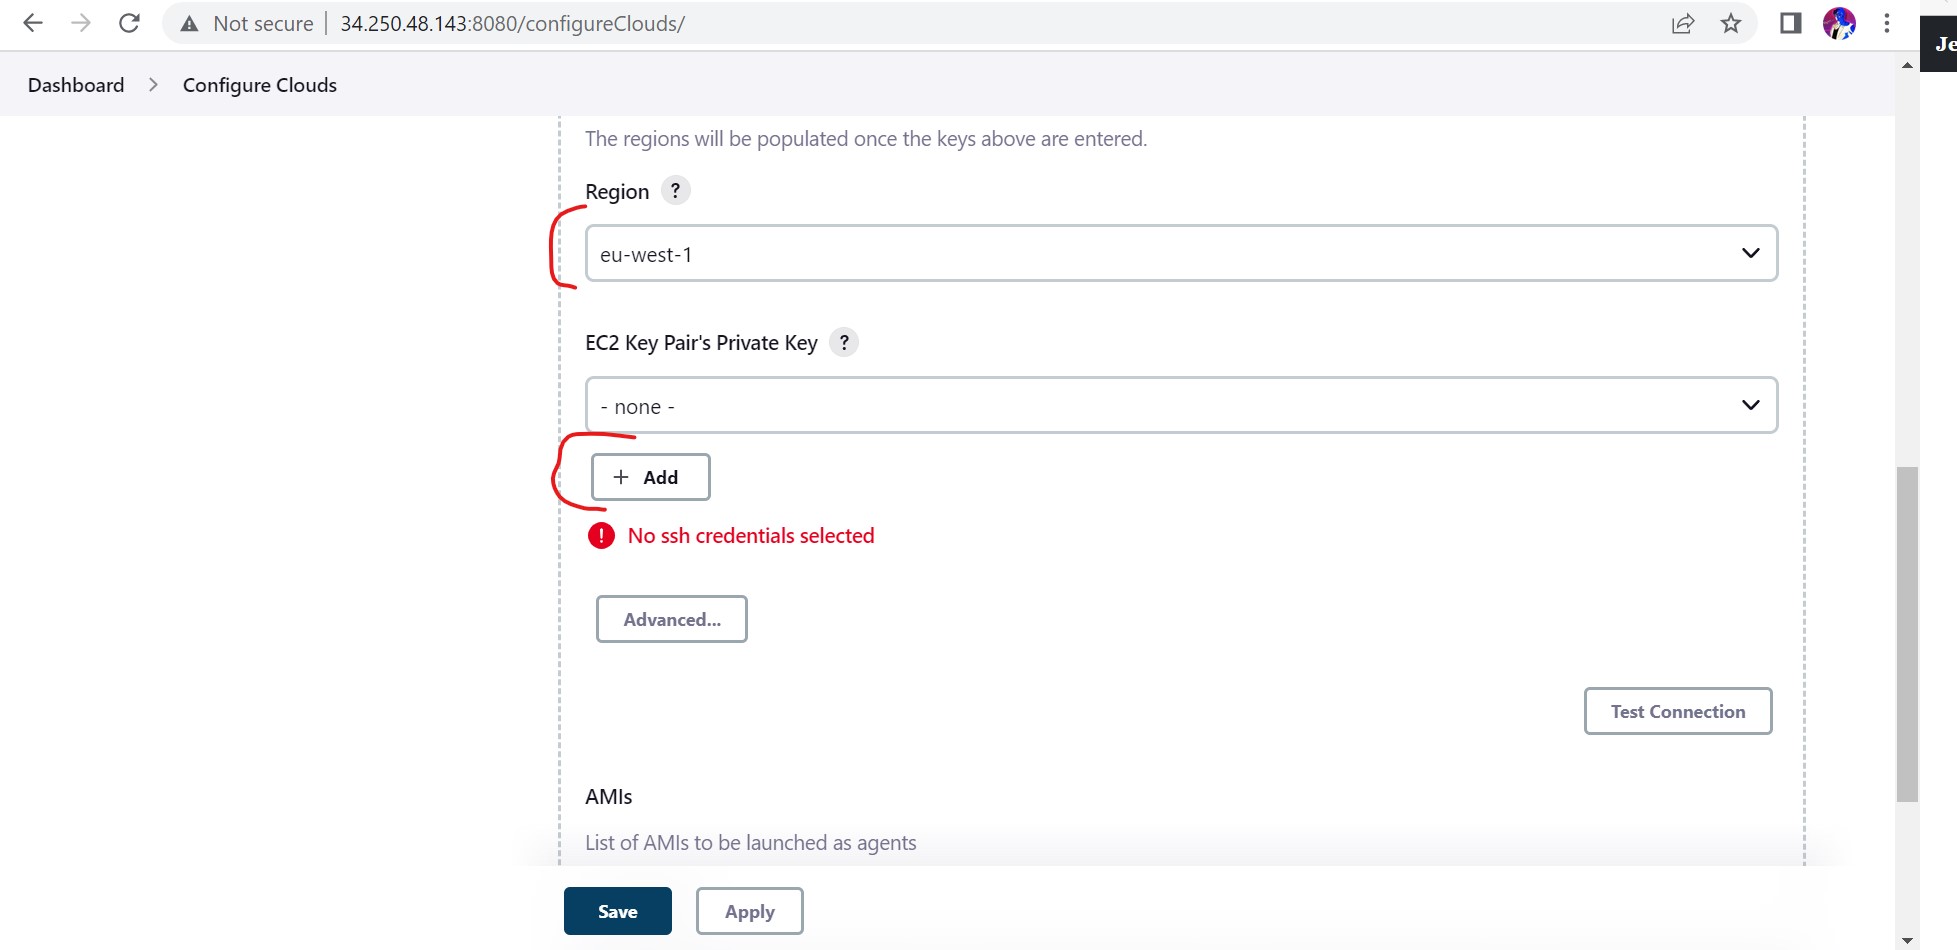 Not secure | 34.250.48.143:8080/configureClouds/
Je
Dashboard > Configure Clouds
The regions will be populated once the keys above are entered.
Region ?
eu-west-1
EC2 Key Pair's Private Key ?
- none -
+ Add
! No ssh credentials selected
Advanced...
Test Connection
AMIs
List of AMIs to be launched as agents
Save Apply